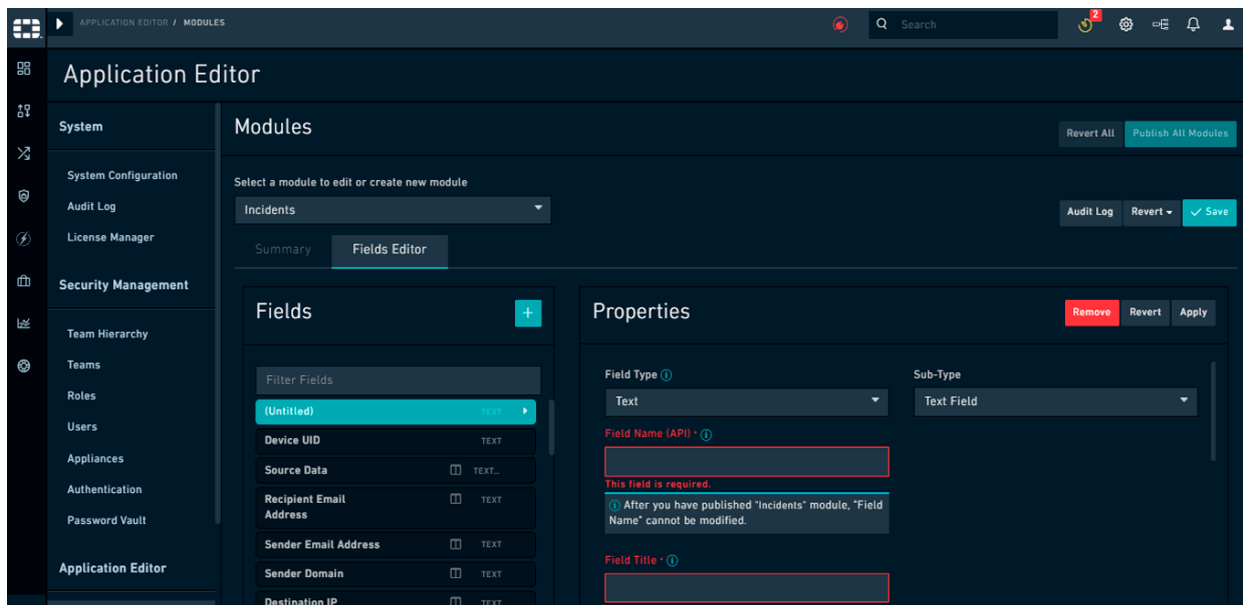 APPLICATION EDITOR / MODULES
Search
2
Application Editor
System
System Configuration
Audit Log
License Manager
Security Management
Team Hierarchy
Teams
Roles
Users
Appliances
Authentication
Password Vault
Application Editor
Modules
Revert All
Publish All Modules
Select a module to edit or create new module
Incidents
Audit Log
Revert
Save
Summary
Fields Editor
Fields
+
Filter Fields
(Untitled) TEXT
Device UID TEXT
Source Data TEXT_
Recipient Email TEXT
Address
Sender Email Address TEXT
Sender Domain TEXT
Destination IP TEXT
Properties
Remove
Revert
Apply
Field Type
Text
Sub-Type
Text Field
Field Name (API) •
This field is required.
After you have published "Incidents" module, "Field
Name" cannot be modified.
Field Title •